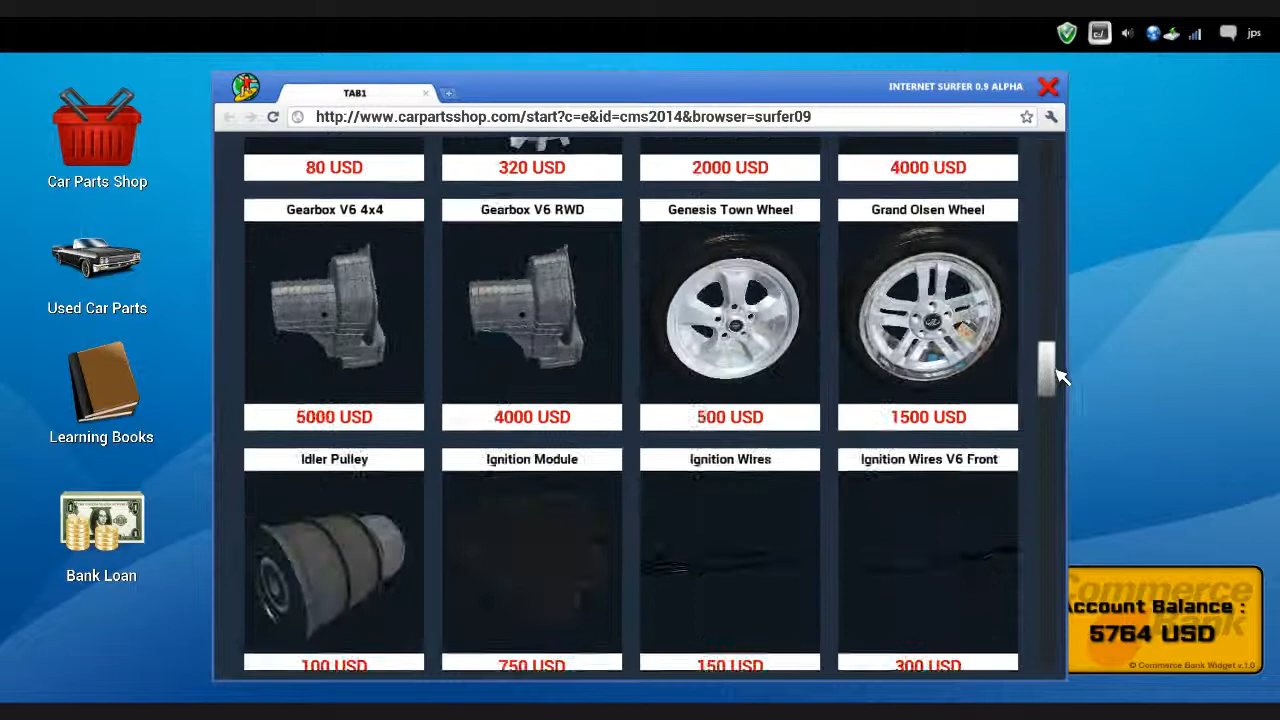 c:/
jps
TAB1
INTERNET SURFER 0.9 ALPHA
http://www.carpartsshop.com/start?c=e&id=cms2014&browser=surfer09
Car Parts Shop
Used Car Parts
Learning Books
Bank Loan
80 USD 320 USD 2000 USD 4000 USD
Gearbox V6 4x4 Gearbox V6 RWD Genesis Town Wheel Grand Olsen Wheel
5000 USD 4000 USD 500 USD 1500 USD
Idler Pulley Ignition Module Ignition WIres Ignition Wires V6 Front
100 USD 750 USD 150 USD 300 USD
Commerce
Bank
Account Balance :
5764 USD
© Commerce Bank Widget v.1.0